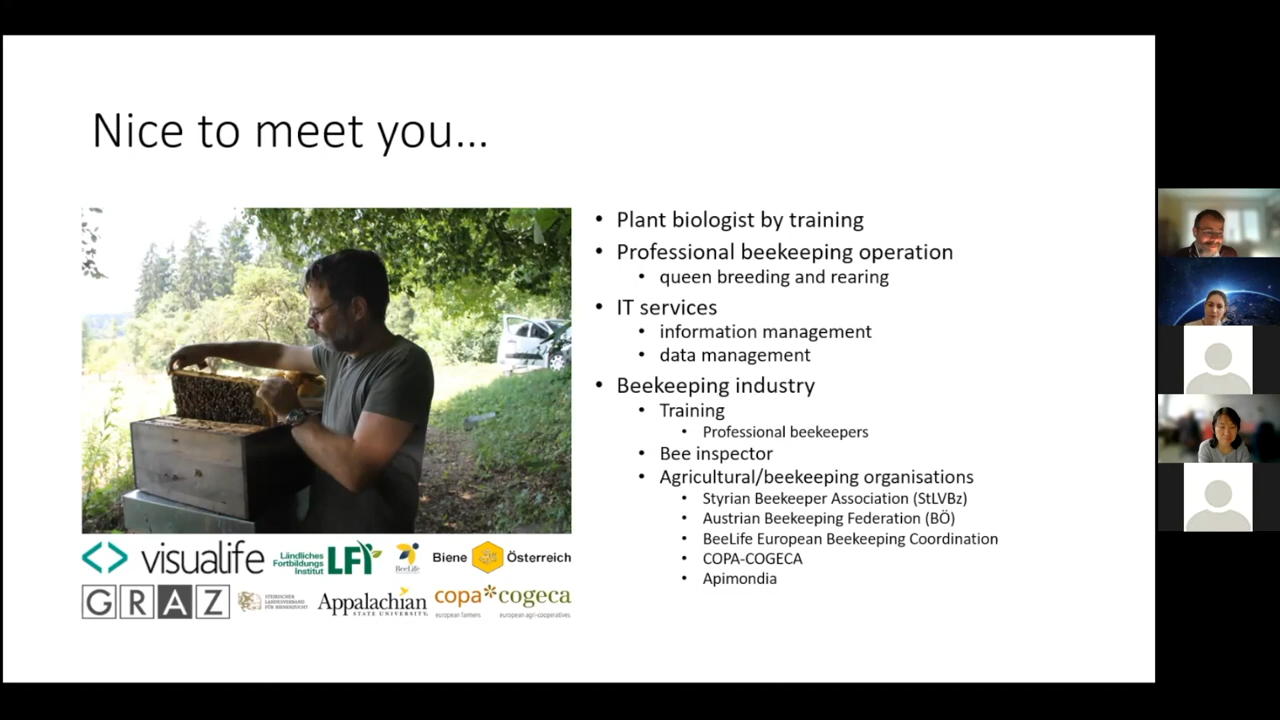 Nice to meet you...
• Plant biologist by training
• Professional beekeeping operation
• queen breeding and rearing
• IT services
• information management
• data management
• Beekeeping industry
• Training
• Professional beekeepers
• Bee inspector
• Agricultural/beekeeping organisations
• Styrian Beekeeper Association (StLVBz)
• Austrian Beekeeping Federation (BÖ)
• BeeLife European Beekeeping Coordination
• COPA-COGECA
• Apimondia
visualife
Ländliches
Fortbildungs
Institut
LFI
BeeLife
Biene Österreich
GRAZ
STEIRISCHER
LANDESVERBAND
FÜR BIENENZUCHT
Appalachian
STATE UNIVERSITY
copa*cogeca
european farmers european agri-cooperatives